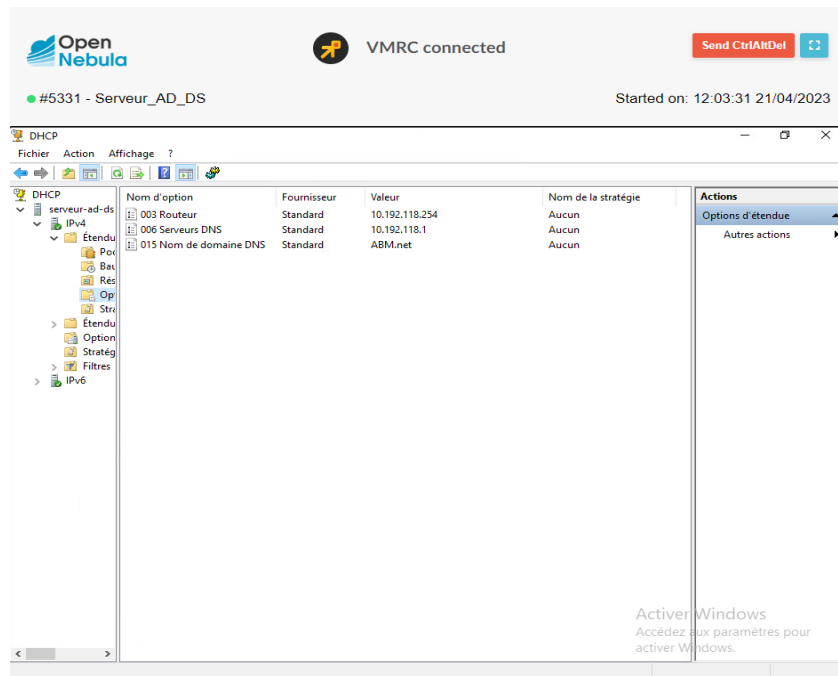 Open
Nebula
VMRC connected
Send CtrlAltDel
#5331 - Serveur_AD_DS
Started on: 12:03:31 21/04/2023
DHCP
Fichier Action Affichage ?
DHCP
serveur-ad-ds
IPv4
Étendu
Poo
Bau
Rés
Op
Stra
Étendu
Option
Stratég
Filtres
IPv6
Nom d'option Fournisseur Valeur Nom de la stratégie
003 Routeur Standard 10.192.118.254 Aucun
006 Serveurs DNS Standard 10.192.118.1 Aucun
015 Nom de domaine DNS Standard ABM.net Aucun
Actions
Options d'étendue
Autres actions
Activer Windows
Accédez aux paramètres pour
activer Windows.